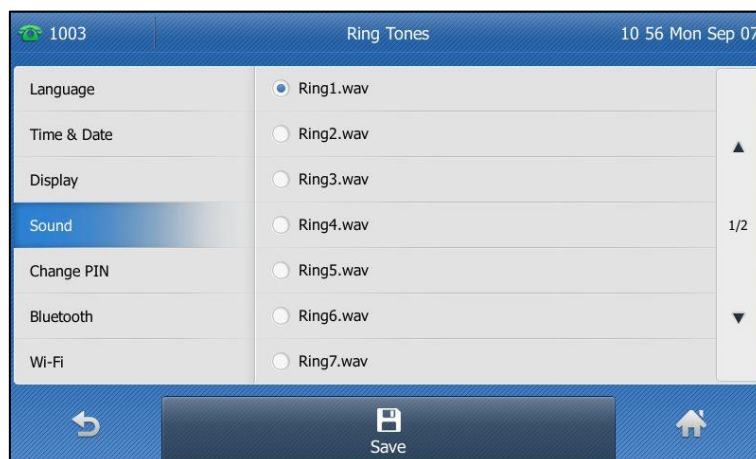 1003 Ring Tones 10 56 Mon Sep 07
Language
Time & Date
Display
Sound
Change PIN
Bluetooth
Wi-Fi
Ring1.wav
Ring2.wav
Ring3.wav
Ring4.wav
Ring5.wav
Ring6.wav
Ring7.wav
1/2
Save